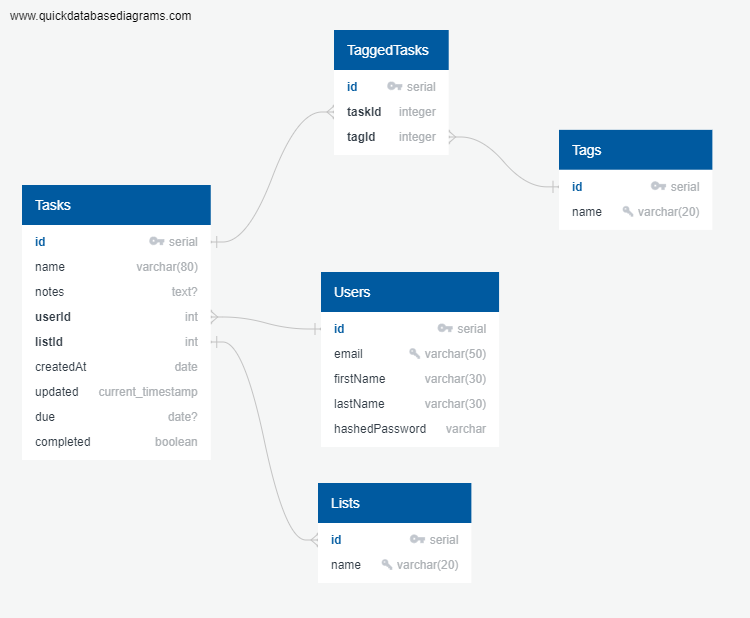 www.quickdatabasediagrams.com
TaggedTasks
id serial
taskId integer
tagId integer
Tags
id serial
name varchar(20)
Tasks
id serial
name varchar(80)
notes text?
userId int
listId int
createdAt date
updated current_timestamp
due date?
completed boolean
Users
id serial
email varchar(50)
firstName varchar(30)
lastName varchar(30)
hashedPassword varchar
Lists
id serial
name varchar(20)